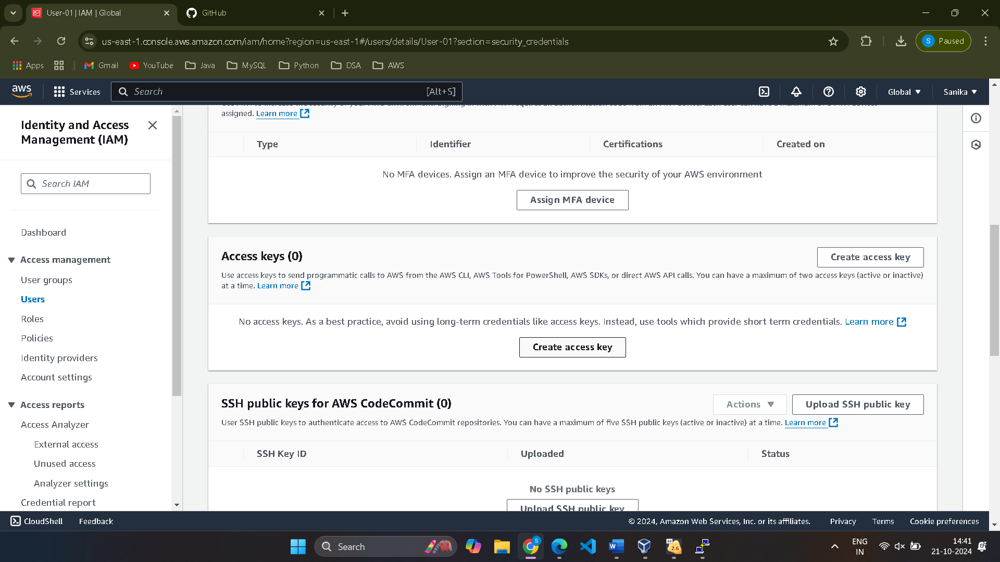 User-01 | IAM | Global
GitHub
us-east-1.console.aws.amazon.com/iam/home?region=us-east-1#/users/details/User-01?section=security_credentials
S Paused
Apps
Gmail
YouTube
Java
MySQL
Python
DSA
AWS
aws
Services
Search
[Alt+S]
Global
Sanika
Identity and Access
Management (IAM)
Search IAM
Dashboard
Access management
User groups
Users
Roles
Policies
Identity providers
Account settings
Access reports
Access Analyzer
External access
Unused access
Analyzer settings
Credential report
assigned. Learn more
Type
Identifier
Certifications
Created on
No MFA devices. Assign an MFA device to improve the security of your AWS environment
Assign MFA device
Access keys (0)
Create access key
Use access keys to send programmatic calls to AWS from the AWS CLI, AWS Tools for PowerShell, AWS SDKs, or direct AWS API calls. You can have a maximum of two access keys (active or inactive)
at a time. Learn more
No access keys. As a best practice, avoid using long-term credentials like access keys. Instead, use tools which provide short term credentials. Learn more
Create access key
SSH public keys for AWS CodeCommit (0)
Actions
Upload SSH public key
User SSH public keys to authenticate access to AWS CodeCommit repositories. You can have a maximum of five SSH public keys (active or inactive) at a time. Learn more
SSH Key ID
Uploaded
Status
No SSH public keys
Upload SSH public key
CloudShell
Feedback
© 2024, Amazon Web Services, Inc. or its affiliates.
Privacy
Terms
Cookie preferences
Search
S
W
64
2.6
ENG
IN
14:41
21-10-2024